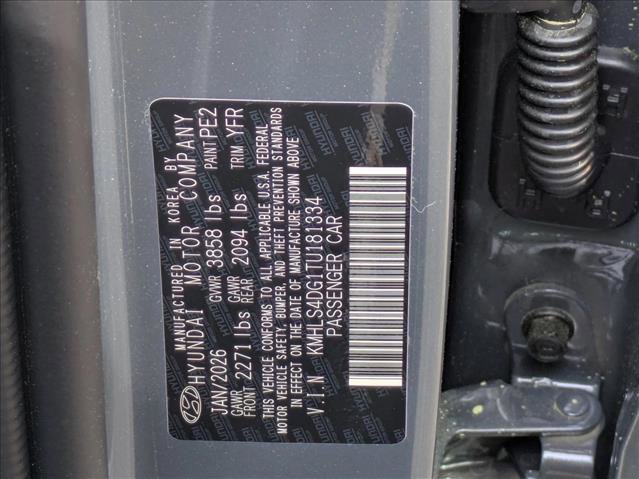 MANUFACTURED IN KOREA BY
HYUNDAI MOTOR COMPANY
JAN/2026 GVWR 3858 lbs PAINT PE2
GAWR FRONT 2271 lbs GAWR REAR 2094 lbs TRIM YFR
THIS VEHICLE CONFORMS TO ALL APPLICABLE U.S.A. FEDERAL
MOTOR VEHICLE SAFETY, BUMPER, AND THEFT PREVENTION STANDARDS
IN EFFECT ON THE DATE OF MANUFACTURE SHOWN ABOVE
V I N KMHLS4DG1TU181334
PASSENGER CAR